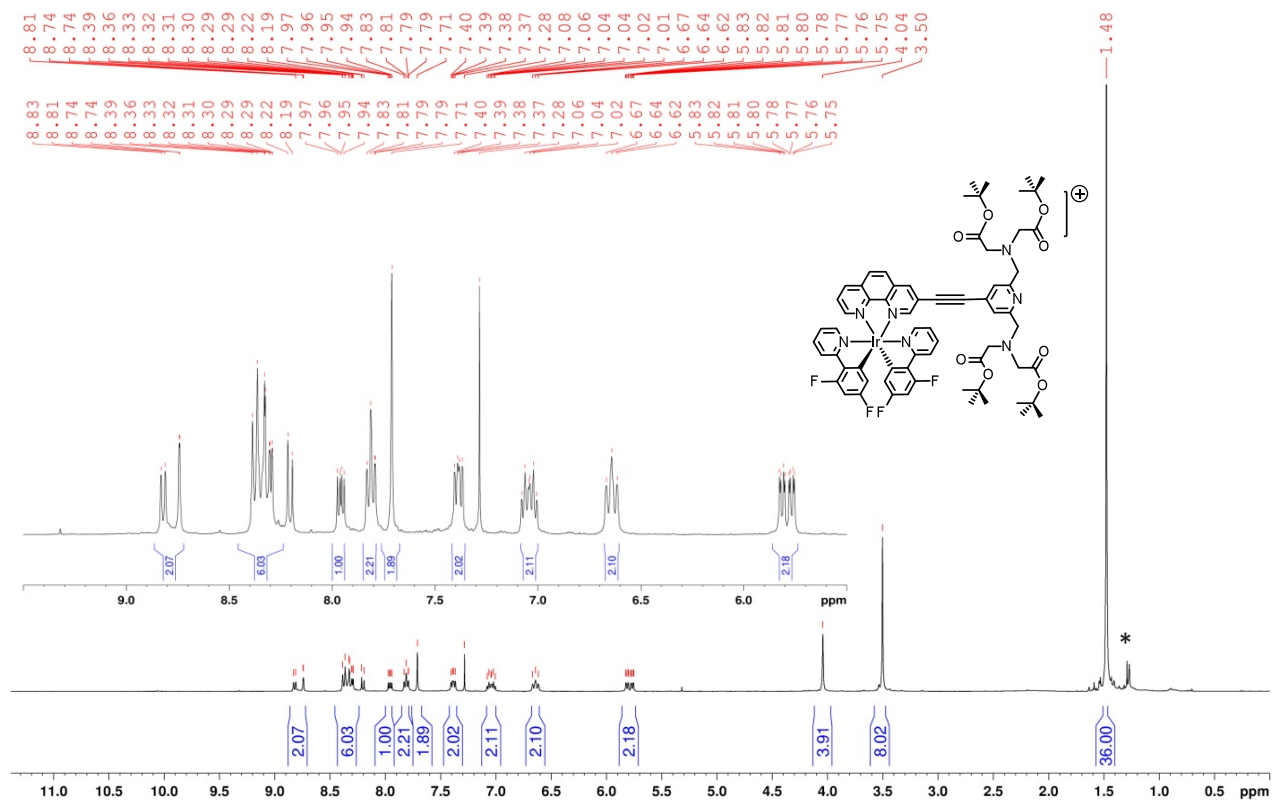 8.81 8.74 8.74 8.39 8.36 8.33 8.32 8.31 8.30 8.29 8.29 8.22 8.19 7.97 7.96 7.95 7.94 7.83 7.81 7.79 7.79 7.71 7.40 7.39 7.38 7.37 7.28 7.08 7.06 7.04 7.04 7.02 7.01 6.67 6.64 6.62 5.83 5.82 5.81 5.80 5.78 5.77 5.76 5.75 4.04 3.50 1.48
8.83 8.81 8.74 8.74 8.39 8.36 8.33 8.32 8.31 8.30 8.29 8.29 8.22 8.19 7.97 7.96 7.95 7.94 7.83 7.81 7.79 7.79 7.71 7.40 7.39 7.38 7.37 7.28 7.06 7.04 7.02 6.67 6.64 6.62 5.83 5.82 5.81 5.80 5.78 5.77 5.76 5.75
O O
O O +
O N O
N
N N
N Ir N
F F
F F
N
O O
O O
2.07 6.03 1.00 2.21 1.89 2.02 2.11 2.10 2.18
9.0 8.5 8.0 7.5 7.0 6.5 6.0 ppm
*
2.07 6.03 1.00 2.21 1.89 2.02 2.11 2.10 2.18 3.91 8.02 36.00
11.0 10.5 10.0 9.5 9.0 8.5 8.0 7.5 7.0 6.5 6.0 5.5 5.0 4.5 4.0 3.5 3.0 2.5 2.0 1.5 1.0 0.5 ppm